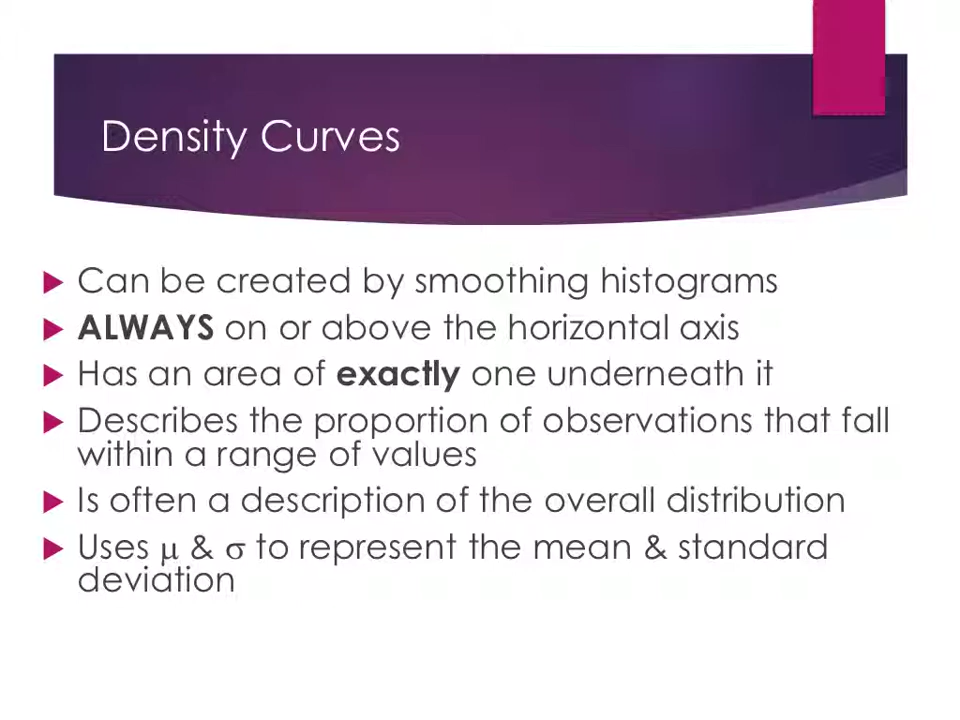 Density Curves
Can be created by smoothing histograms
ALWAYS on or above the horizontal axis
Has an area of exactly one underneath it
Describes the proportion of observations that fall
within a range of values
Is often a description of the overall distribution
Uses μ & σ to represent the mean & standard
deviation